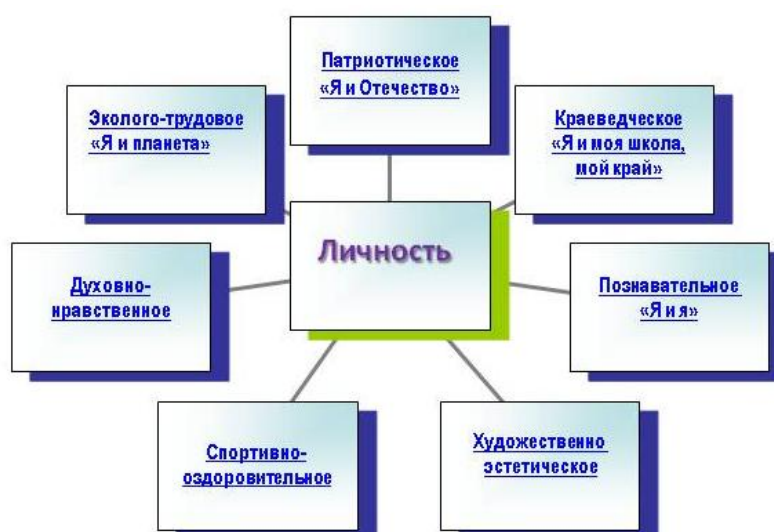 Патриотическое
«Я и Отечество»
Эколого-трудовое
«Я и планета»
Краеведческое
«Я и моя школа,
мой край»
Личность
Духовно-
нравственное
Познавательное
«Я и я»
Спортивно-
оздоровительное
Художественно
эстетическое